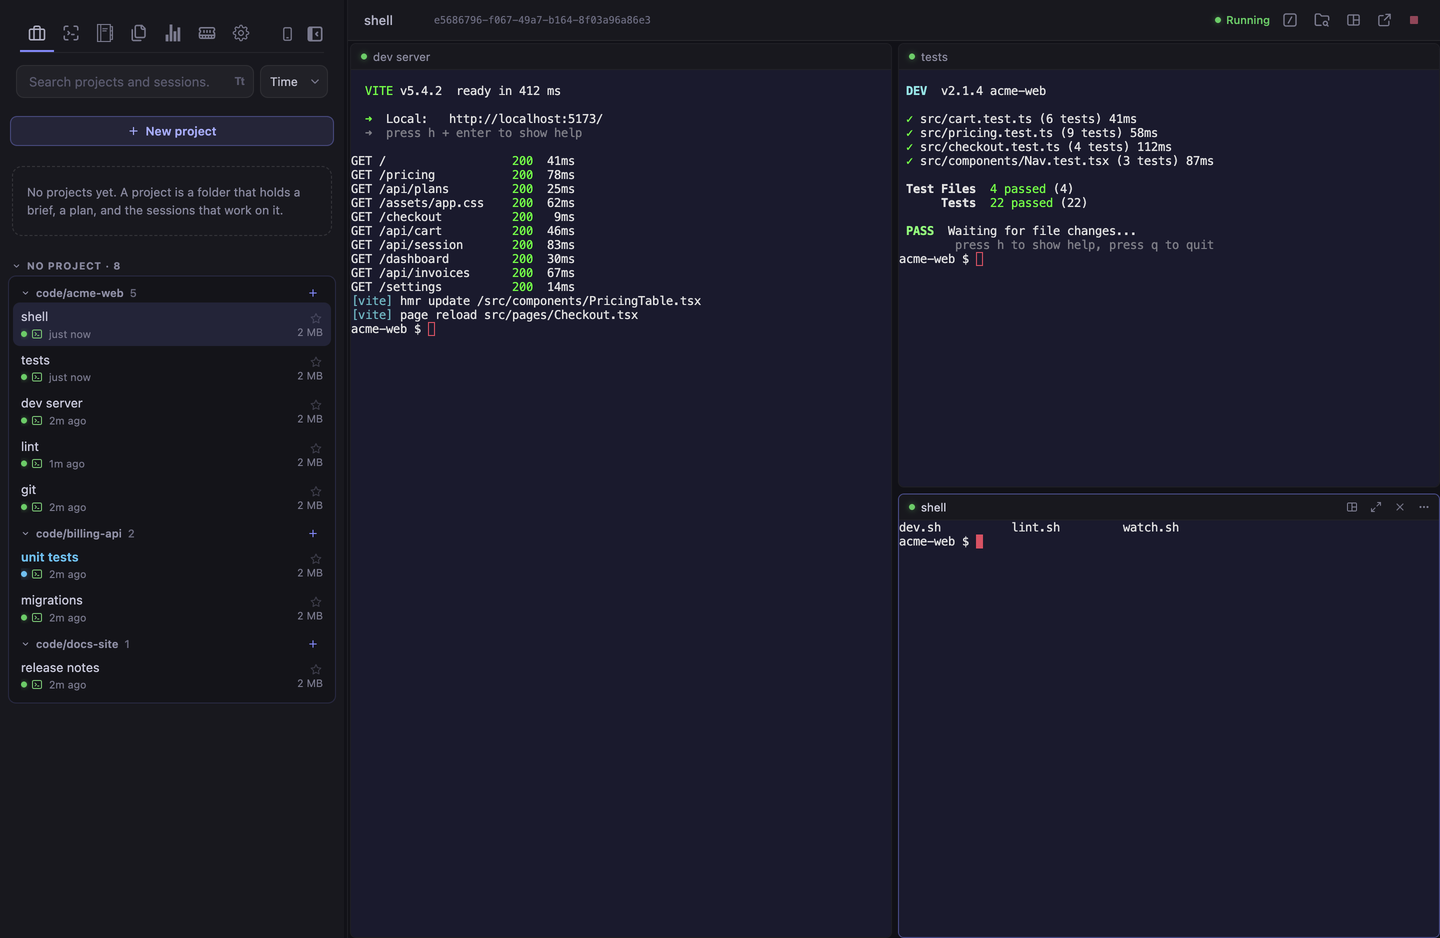 Search projects and sessions.
Tt
Time
+ New project
No projects yet. A project is a folder that holds a
brief, a plan, and the sessions that work on it.
NO PROJECT · 8
code/acme-web 5 +
shell
just now 2 MB
tests
just now 2 MB
dev server
2m ago 2 MB
lint
1m ago 2 MB
git
2m ago 2 MB
code/billing-api 2 +
unit tests
2m ago 2 MB
migrations
2m ago 2 MB
code/docs-site 1 +
release notes
2m ago 2 MB
shell e5686796-f067-49a7-b164-8f03a96a86e3 Running
dev server
VITE v5.4.2 ready in 412 ms
➜ Local: http://localhost:5173/
➜ press h + enter to show help
GET / 200 41ms
GET /pricing 200 78ms
GET /api/plans 200 25ms
GET /assets/app.css 200 62ms
GET /checkout 200 9ms
GET /api/cart 200 46ms
GET /api/session 200 83ms
GET /dashboard 200 30ms
GET /api/invoices 200 67ms
GET /settings 200 14ms
[vite] hmr update /src/components/PricingTable.tsx
[vite] page reload src/pages/Checkout.tsx
acme-web $
tests
DEV v2.1.4 acme-web
✓ src/cart.test.ts (6 tests) 41ms
✓ src/pricing.test.ts (9 tests) 58ms
✓ src/checkout.test.ts (4 tests) 112ms
✓ src/components/Nav.test.tsx (3 tests) 87ms
Test Files 4 passed (4)
Tests 22 passed (22)
PASS Waiting for file changes...
press h to show help, press q to quit
acme-web $
shell
dev.sh lint.sh watch.sh
acme-web $